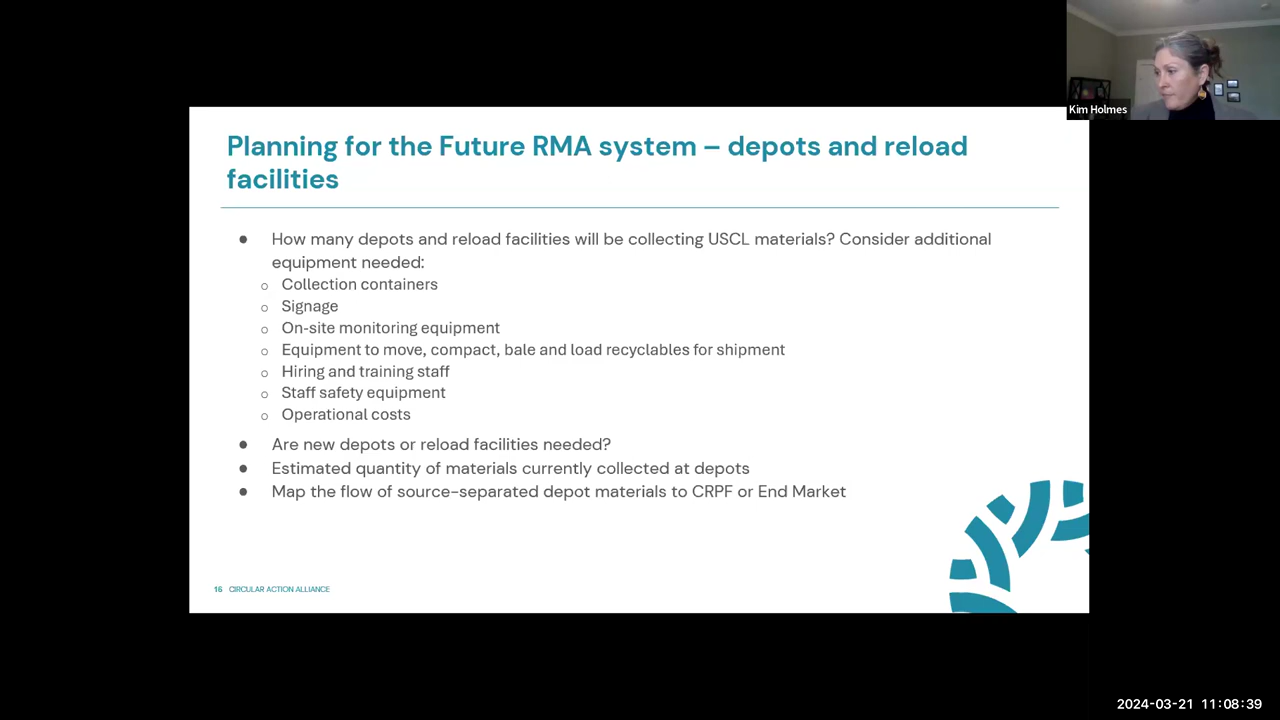 Kim Holmes
Planning for the Future RMA system – depots and reload
facilities
● How many depots and reload facilities will be collecting USCL materials? Consider additional
equipment needed:
o Collection containers
o Signage
o On-site monitoring equipment
o Equipment to move, compact, bale and load recyclables for shipment
o Hiring and training staff
o Staff safety equipment
o Operational costs
● Are new depots or reload facilities needed?
● Estimated quantity of materials currently collected at depots
● Map the flow of source-separated depot materials to CRPF or End Market
16 CIRCULAR ACTION ALLIANCE
2024-03-21 11:08:39